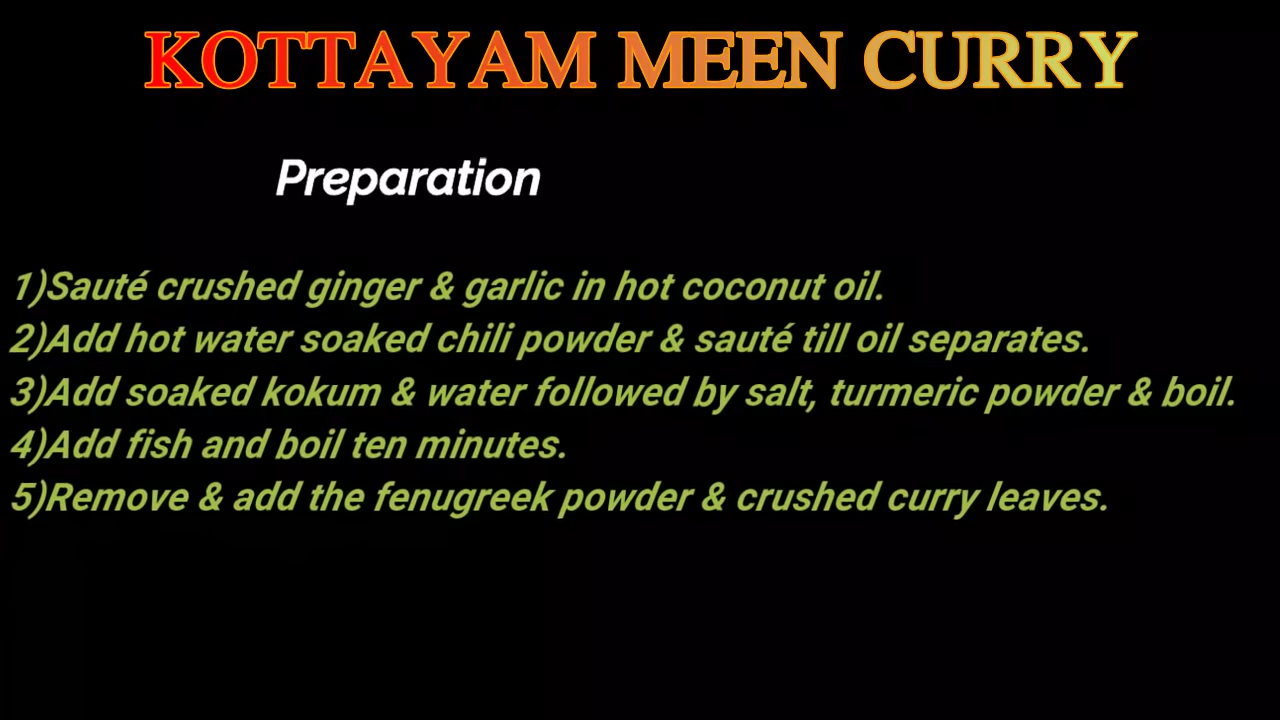 KOTTAYAM MEEN CURRY
Preparation
1)Sauté crushed ginger & garlic in hot coconut oil.
2)Add hot water soaked chili powder & sauté till oil separates.
3)Add soaked kokum & water followed by salt, turmeric powder & boil.
4)Add fish and boil ten minutes.
5)Remove & add the fenugreek powder & crushed curry leaves.